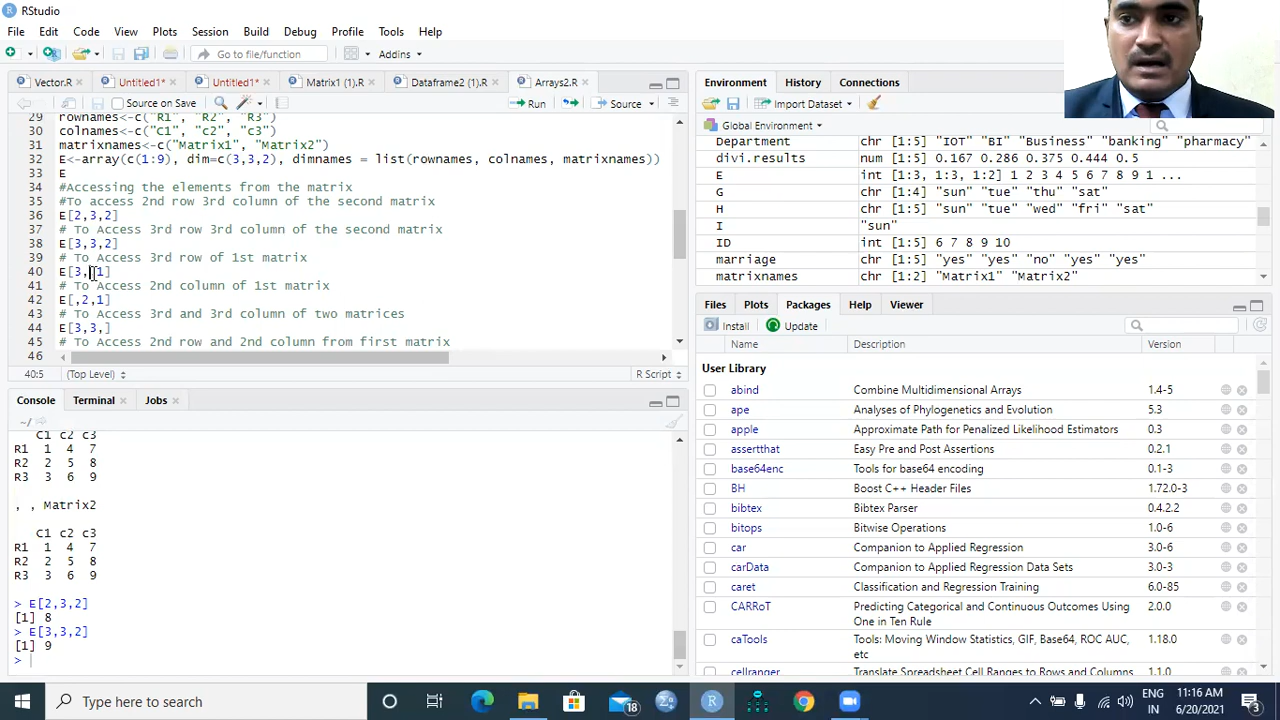 RStudio
File Edit Code View Plots Session Build Debug Profile Tools Help
Go to file/function Addins
Vector.R Untitled1* Untitled1* Matrix1 (1).R Dataframe2 (1).R Arrays2.R
Source on Save Run Source
29 rownames<-c("R1", "R2", "R3")
30 colnames<-c("C1", "c2", "c3")
31 matrixnames<-c("Matrix1", "Matrix2")
32 E<-array(c(1:9), dim=c(3,3,2), dimnames = list(rownames, colnames, matrixnames))
33 E
34 #Accessing the elements from the matrix
35 #To access 2nd row 3rd column of the second matrix
36 E[2,3,2]
37 # To Access 3rd row 3rd column of the second matrix
38 E[3,3,2]
39 # To Access 3rd row of 1st matrix
40 E[3,,1]
41 # To Access 2nd column of 1st matrix
42 E[,2,1]
43 # To Access 3rd and 3rd column of two matrices
44 E[3,3,]
45 # To Access 2nd row and 2nd column from first matrix
46
40:5 (Top Level) R Script
Console Terminal Jobs
~/
C1 c2 c3
R1 1 4 7
R2 2 5 8
R3 3 6 9
, , Matrix2
C1 c2 c3
R1 1 4 7
R2 2 5 8
R3 3 6 9
> E[2,3,2]
[1] 8
> E[3,3,2]
[1] 9
>
Environment History Connections
Import Dataset
Global Environment
Department chr [1:5] "IOT" "BI" "Business" "banking" "pharmacy"
divi.results num [1:5] 0.167 0.286 0.375 0.444 0.5
E int [1:3, 1:3, 1:2] 1 2 3 4 5 6 7 8 9 1 ...
G chr [1:4] "sun" "tue" "thu" "sat"
H chr [1:5] "sun" "tue" "wed" "fri" "sat"
I "sun"
ID int [1:5] 6 7 8 9 10
marriage chr [1:5] "yes" "yes" "no" "yes" "yes"
matrixnames chr [1:2] "Matrix1" "Matrix2"
Files Plots Packages Help Viewer
Install Update
Name Description Version
User Library
abind Combine Multidimensional Arrays 1.4-5
ape Analyses of Phylogenetics and Evolution 5.3
apple Approximate Path for Penalized Likelihood Estimators 0.3
assertthat Easy Pre and Post Assertions 0.2.1
base64enc Tools for base64 encoding 0.1-3
BH Boost C++ Header Files 1.72.0-3
bibtex Bibtex Parser 0.4.2.2
bitops Bitwise Operations 1.0-6
car Companion to Applied Regression 3.0-6
carData Companion to Applied Regression Data Sets 3.0-3
caret Classification and Regression Training 6.0-85
CARRoT Predicting Categorical and Continuous Outcomes Using 2.0.0
One in Ten Rule
caTools Tools: Moving Window Statistics, GIF, Base64, ROC AUC, 1.18.0
etc
cellranger Translate Spreadsheet Cell Ranges to Rows and Columns 1.1.0
Type here to search
18
ENG
IN
11:16 AM
6/20/2021
3